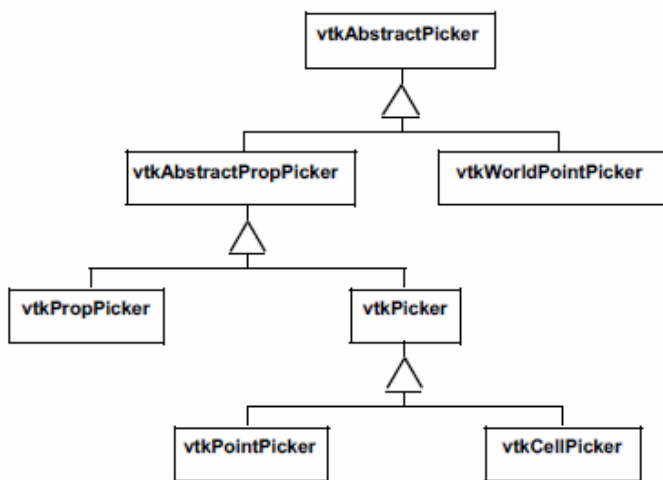 vtkAbstractPicker
vtkAbstractPropPicker
vtkWorldPointPicker
vtkPropPicker
vtkPicker
vtkPointPicker
vtkCellPicker